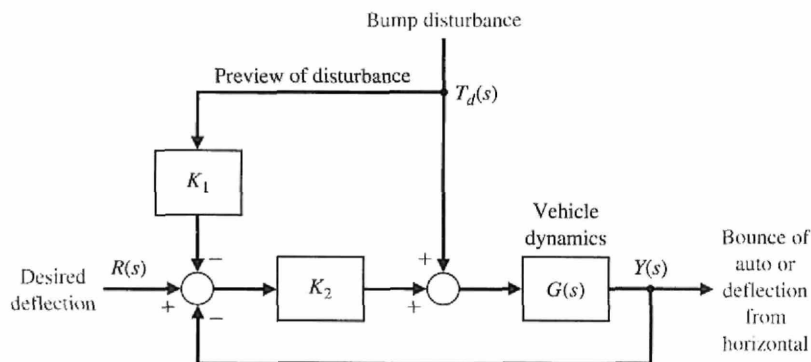 Bump disturbance
Preview of disturbance
T_d(s)
K_1
Vehicle
dynamics
Bounce of
auto or
deflection
from
horizontal
Desired
deflection
R(s)
+
−
−
K_2
+
+
G(s)
Y(s)